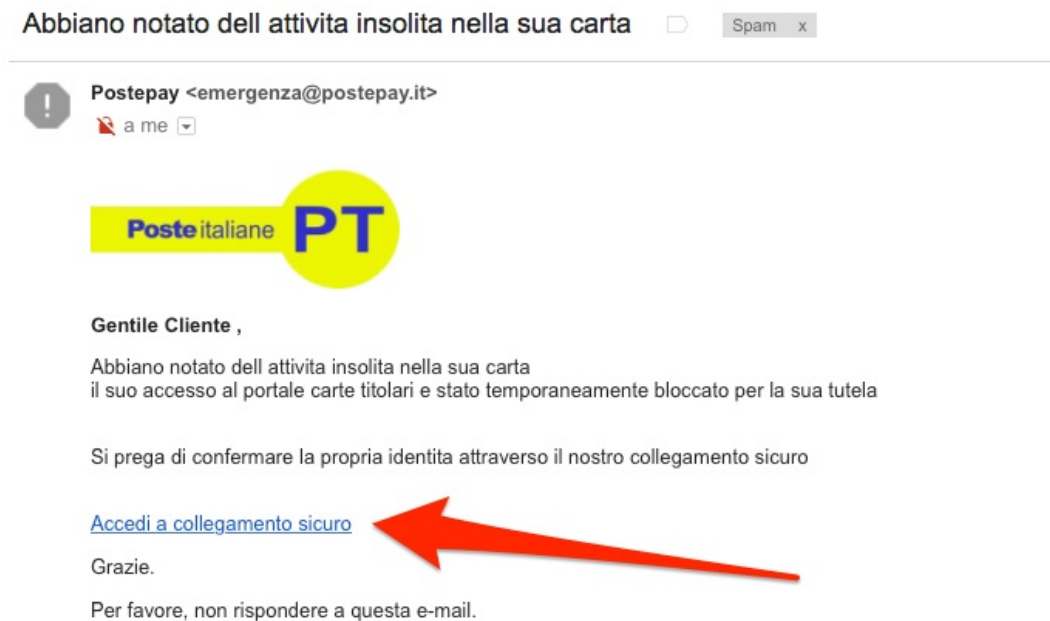 Abbiano notato dell attivita insolita nella sua carta
Spam x
Postepay <emergenza@postepay.it>
a me
Posteitaliane PT
Gentile Cliente ,
Abbiano notato dell attivita insolita nella sua carta
il suo accesso al portale carte titolari e stato temporaneamente bloccato per la sua tutela
Si prega di confermare la propria identita attraverso il nostro collegamento sicuro
Accedi a collegamento sicuro
Grazie.
Per favore, non rispondere a questa e-mail.